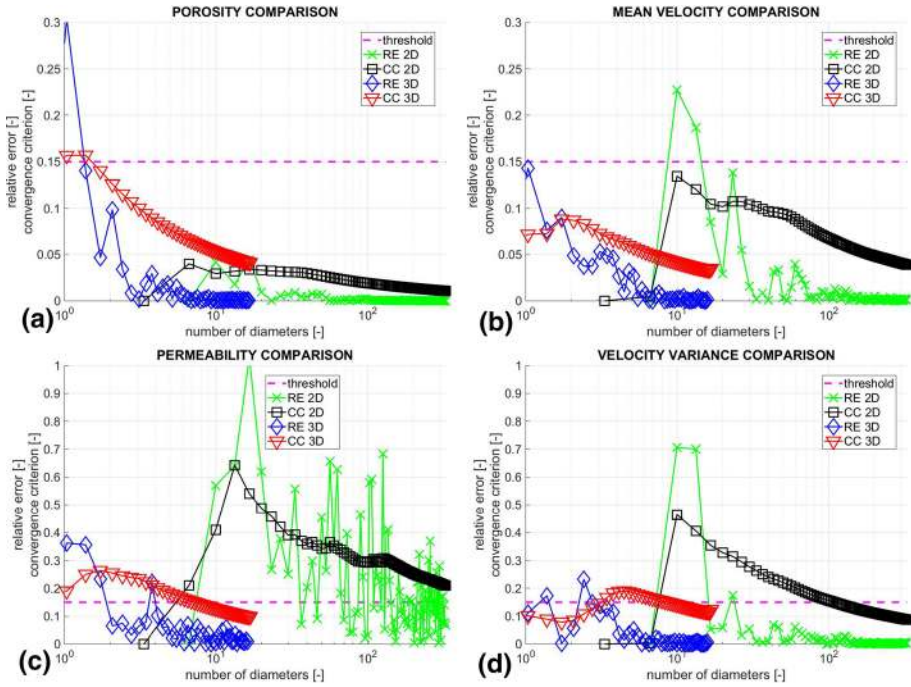 POROSITY COMPARISON
0.3
0.25
0.2
0.15
0.1
0.05
0
relative error [-]
convergence criterion [-]
threshold
RE 2D
CC 2D
RE 3D
CC 3D
10^0
10^1
10^2
number of diameters [-]
(a)
MEAN VELOCITY COMPARISON
0.3
0.25
0.2
0.15
0.1
0.05
0
relative error [-]
convergence criterion [-]
threshold
RE 2D
CC 2D
RE 3D
CC 3D
10^0
10^1
10^2
number of diameters [-]
(b)
PERMEABILITY COMPARISON
1
0.9
0.8
0.7
0.6
0.5
0.4
0.3
0.2
0.1
0
relative error [-]
convergence criterion [-]
threshold
RE 2D
CC 2D
RE 3D
CC 3D
10^0
10^1
10^2
number of diameters [-]
(c)
VELOCITY VARIANCE COMPARISON
1
0.9
0.8
0.7
0.6
0.5
0.4
0.3
0.2
0.1
0
relative error [-]
convergence criterion [-]
threshold
RE 2D
CC 2D
RE 3D
CC 3D
10^0
10^1
10^2
number of diameters [-]
(d)